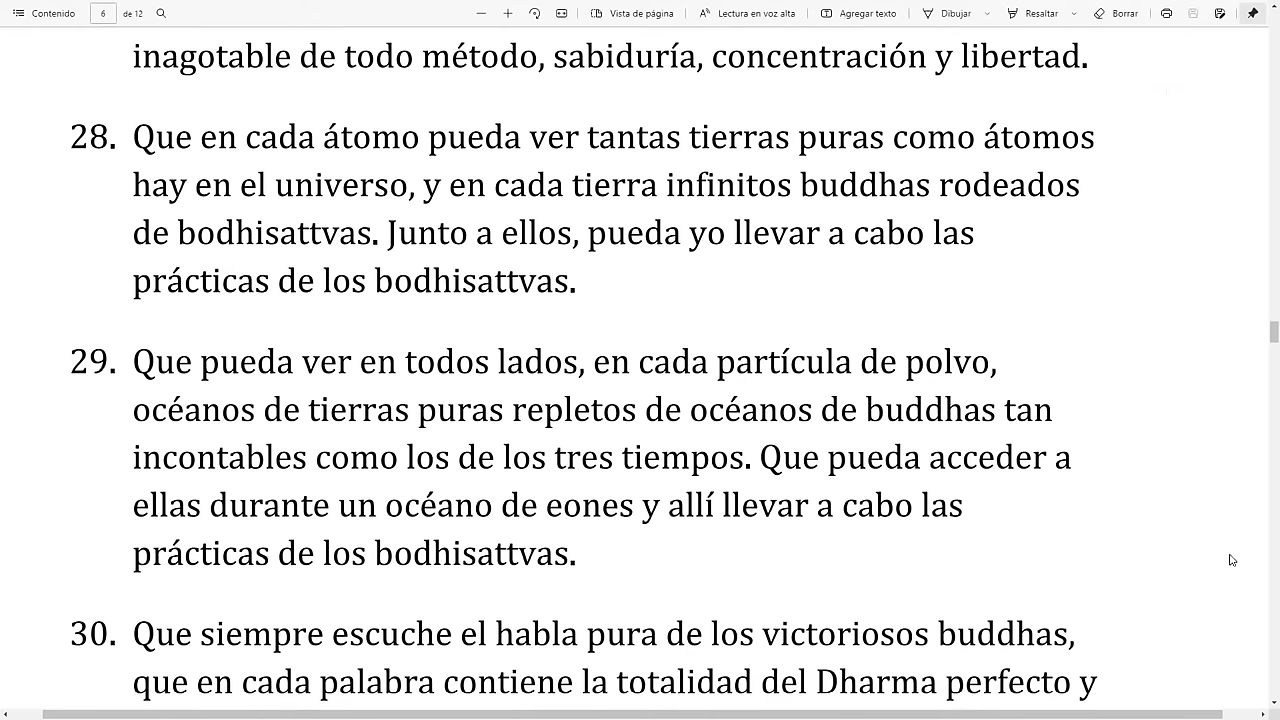 Contenido 6 de 12 Vista de página Lectura en voz alta Agregar texto Dibujar Resaltar Borrar
inagotable de todo método, sabiduría, concentración y libertad.
28. Que en cada átomo pueda ver tantas tierras puras como átomos
hay en el universo, y en cada tierra infinitos buddhas rodeados
de bodhisattvas. Junto a ellos, pueda yo llevar a cabo las
prácticas de los bodhisattvas.
29. Que pueda ver en todos lados, en cada partícula de polvo,
océanos de tierras puras repletos de océanos de buddhas tan
incontables como los de los tres tiempos. Que pueda acceder a
ellas durante un océano de eones y allí llevar a cabo las
prácticas de los bodhisattvas.
30. Que siempre escuche el habla pura de los victoriosos buddhas,
que en cada palabra contiene la totalidad del Dharma perfecto y